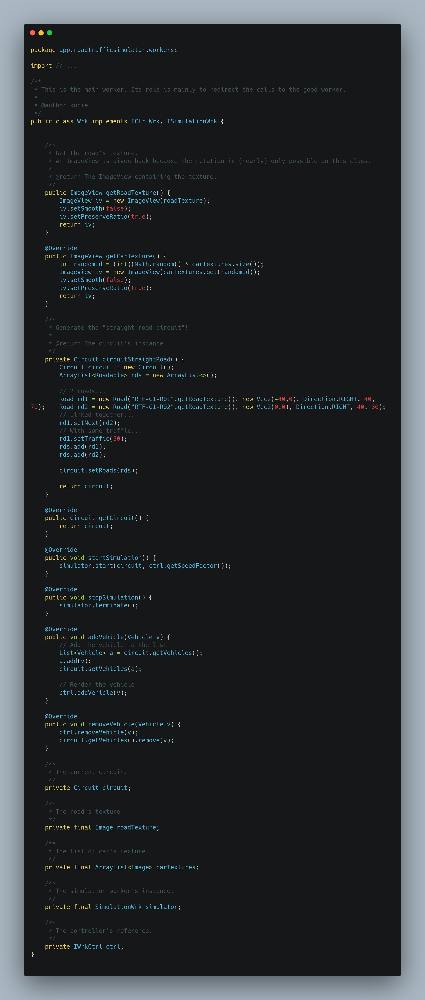 package app.roadtrafficsimulator.workers;

import // ...

/**
 * This is the main worker. Its role is mainly to redirect the calls to the good worker.
 *
 * @author kucie
 */
public class Wrk implements ICtrlWrk, ISimulationWrk {


    /**
     * Get the road's texture.
     * An ImageView is given back because the rotation is (nearly) only possible on this class.
     *
     * @return The ImageView containing the texture.
     */
    public ImageView getRoadTexture() {
        ImageView iv = new ImageView(roadTexture);
        iv.setSmooth(false);
        iv.setPreserveRatio(true);
        return iv;
    }

    @Override
    public ImageView getCarTexture() {
        int randomId = (int)(Math.random() * carTextures.size());
        ImageView iv = new ImageView(carTextures.get(randomId));
        iv.setSmooth(false);
        iv.setPreserveRatio(true);
        return iv;
    }

    /**
     * Generate the "straight road circuit"!
     *
     * @return The circuit's instance.
     */
    private Circuit circuitStraightRoad() {
        Circuit circuit = new Circuit();
        ArrayList<Roadable> rds = new ArrayList<>();

        // 2 roads...
        Road rd1 = new Road("RTF-C1-R01",getRoadTexture(), new Vec2(-40,0), Direction.RIGHT, 40,
70);    Road rd2 = new Road("RTF-C1-R02",getRoadTexture(), new Vec2(0,0), Direction.RIGHT, 40, 30);
        // Linked together...
        rd1.setNext(rd2);
        // With some traffic...
        rd1.setTraffic(30);
        rds.add(rd1);
        rds.add(rd2);

        circuit.setRoads(rds);

        return circuit;
    }

    @Override
    public Circuit getCircuit() {
        return circuit;
    }

    @Override
    public void startSimulation() {
        simulator.start(circuit, ctrl.getSpeedFactor());
    }

    @Override
    public void stopSimulation() {
        simulator.terminate();
    }

    @Override
    public void addVehicle(Vehicle v) {
        // Add the vehicle to the list
        List<Vehicle> a = circuit.getVehicles();
        a.add(v);
        circuit.setVehicles(a);

        // Render the vehicle
        ctrl.addVehicle(v);
    }

    @Override
    public void removeVehicle(Vehicle v) {
        ctrl.removeVehicle(v);
        circuit.getVehicles().remove(v);
    }

    /**
     * The current circuit.
     */
    private Circuit circuit;

    /**
     * The road's texture
     */
    private final Image roadTexture;

    /**
     * The list of car's texture.
     */
    private final ArrayList<Image> carTextures;

    /**
     * The simulation worker's instance.
     */
    private final SimulationWrk simulator;

    /**
     * The controller's reference.
     */
    private IWrkCtrl ctrl;
}